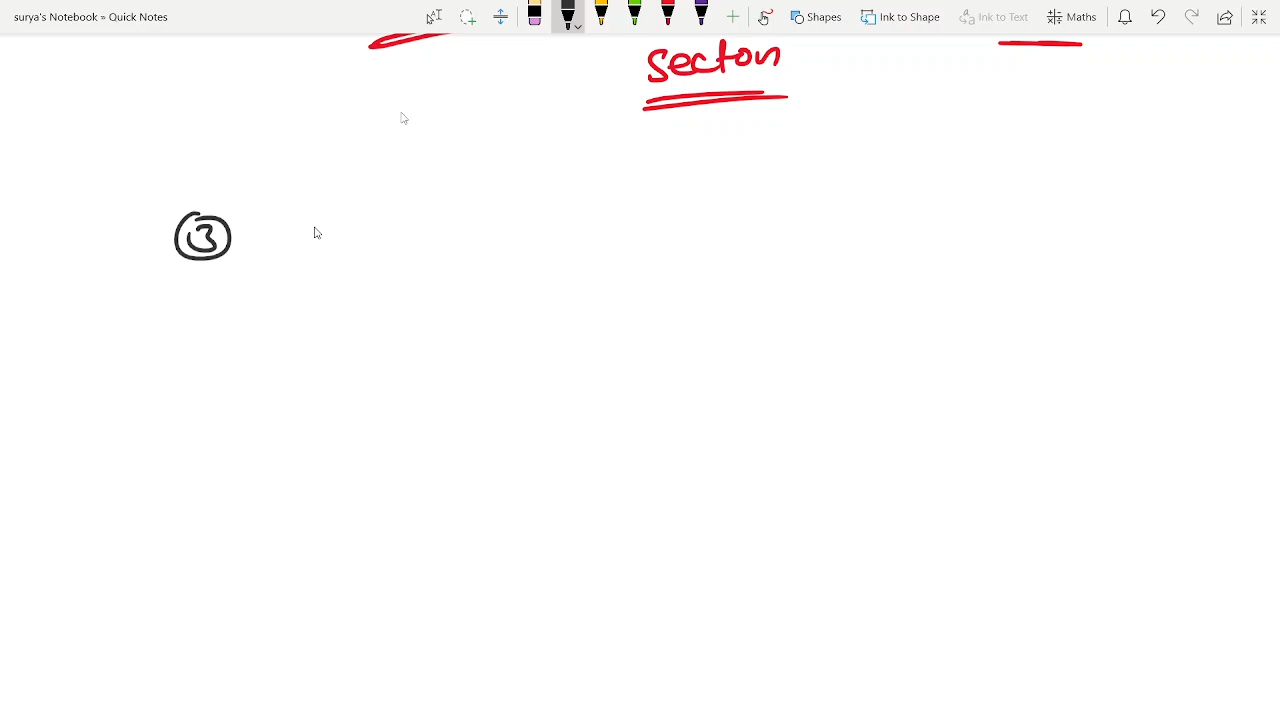 surya's Notebook » Quick Notes Shapes Ink to Shape Ink to Text Maths
secton
3